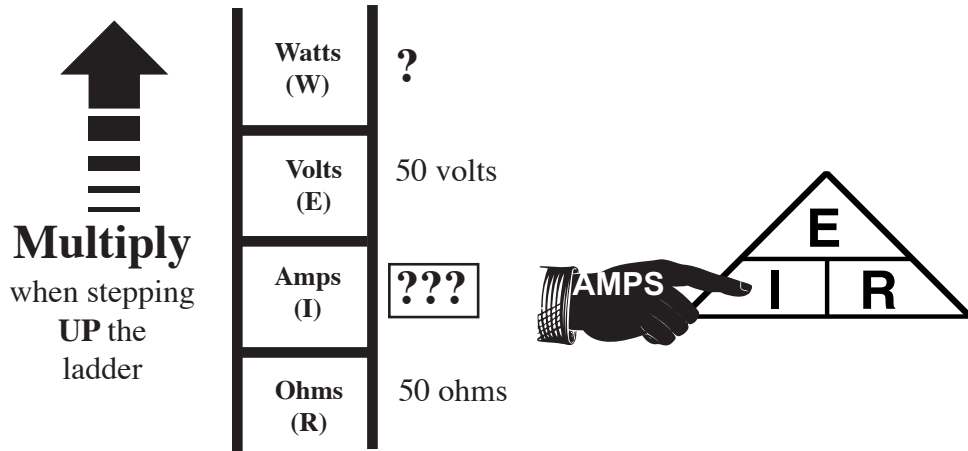 Watts
(W)
?
Volts
(E)
50 volts
Multiply
when stepping
UP the
ladder
Amps
(I)
???
AMPS
E
I R
Ohms
(R)
50 ohms